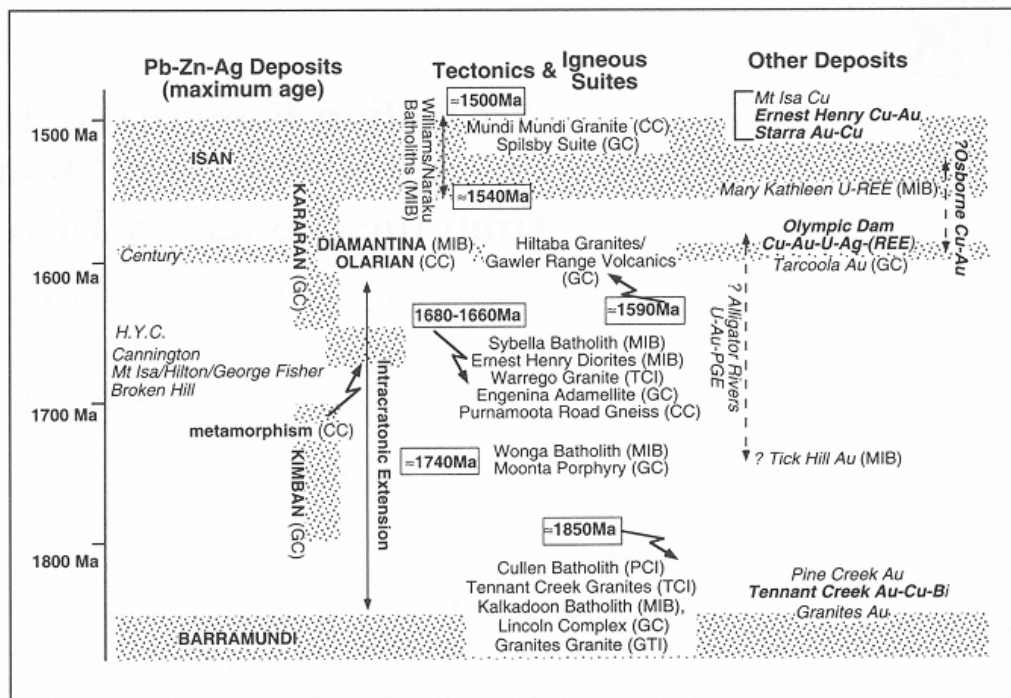 Pb-Zn-Ag Deposits
(maximum age)
Tectonics & Igneous
Suites
Other Deposits
1500 Ma
1600 Ma
1700 Ma
1800 Ma
ISAN
KARARAN (GC)
Century
H.Y.C.
Cannington
Mt Isa/Hilton/George Fisher
Broken Hill
metamorphism (CC)
KIMBAN (GC)
BARRAMUNDI
Williams/Naraku
Batholiths (MIB)
≈1500Ma
Mundi Mundi Granite (CC)
Spilsby Suite (GC)
≈1540Ma
DIAMANTINA (MIB)
OLARIAN (CC)
Intracratonic Extension
Hiltaba Granites/
Gawler Range Volcanics
(GC)
≈1590Ma
1680-1660Ma
Sybella Batholith (MIB)
Ernest Henry Diorites (MIB)
Warrego Granite (TCI)
Engenina Adamellite (GC)
Purnamoota Road Gneiss (CC)
≈1740Ma
Wonga Batholith (MIB)
Moonta Porphyry (GC)
≈1850Ma
Cullen Batholith (PCI)
Tennant Creek Granites (TCI)
Kalkadoon Batholith (MIB),
Lincoln Complex (GC)
Granites Granite (GTI)
Mt Isa Cu
Ernest Henry Cu-Au
Starra Au-Cu
Mary Kathleen U-REE (MIB)
?Osborne Cu-Au
Olympic Dam
Cu-Au-U-Ag-(REE)
Tarcoola Au (GC)
? Alligator Rivers
U-Au-PGE
? Tick Hill Au (MIB)
Pine Creek Au
Tennant Creek Au-Cu-Bi
Granites Au